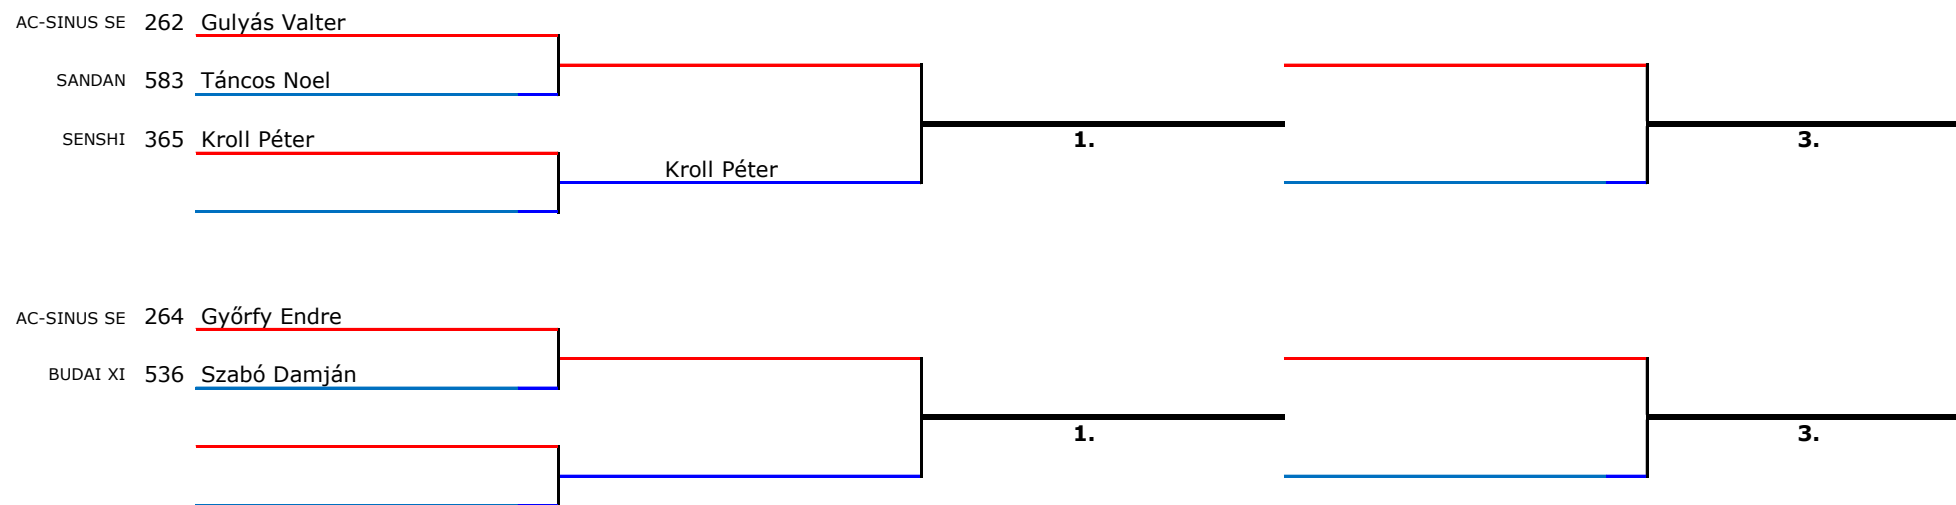 AC-SINUS SE 262 Gulyás Valter
SANDAN 583 Táncos Noel
SENSHI 365 Kroll Péter
1.
3.
Kroll Péter
AC-SINUS SE 264 Győrfy Endre
BUDAI XI 536 Szabó Damján
1.
3.